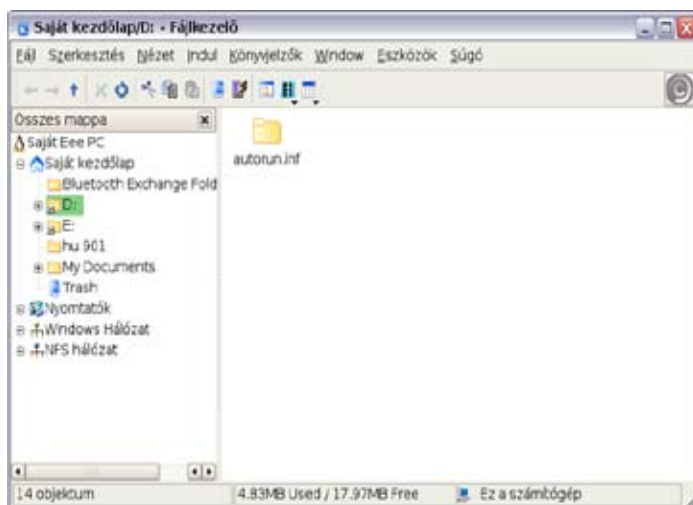 Saját kezdőlap/D: - Fájlkezelő
Fájl Szerkesztés Nézet Indul Könyvjelzők Window Eszközök Súgó
Összes mappa
Saját Eee PC
Saját kezdőlap
Bluetooth Exchange Fold
D:
E:
hu 901
My Documents
Trash
Nyomtatók
Windows Hálózat
NFS hálózat
autorun.inf
14 objektum 4.83MB Used / 17.97MB Free Ez a számítógép